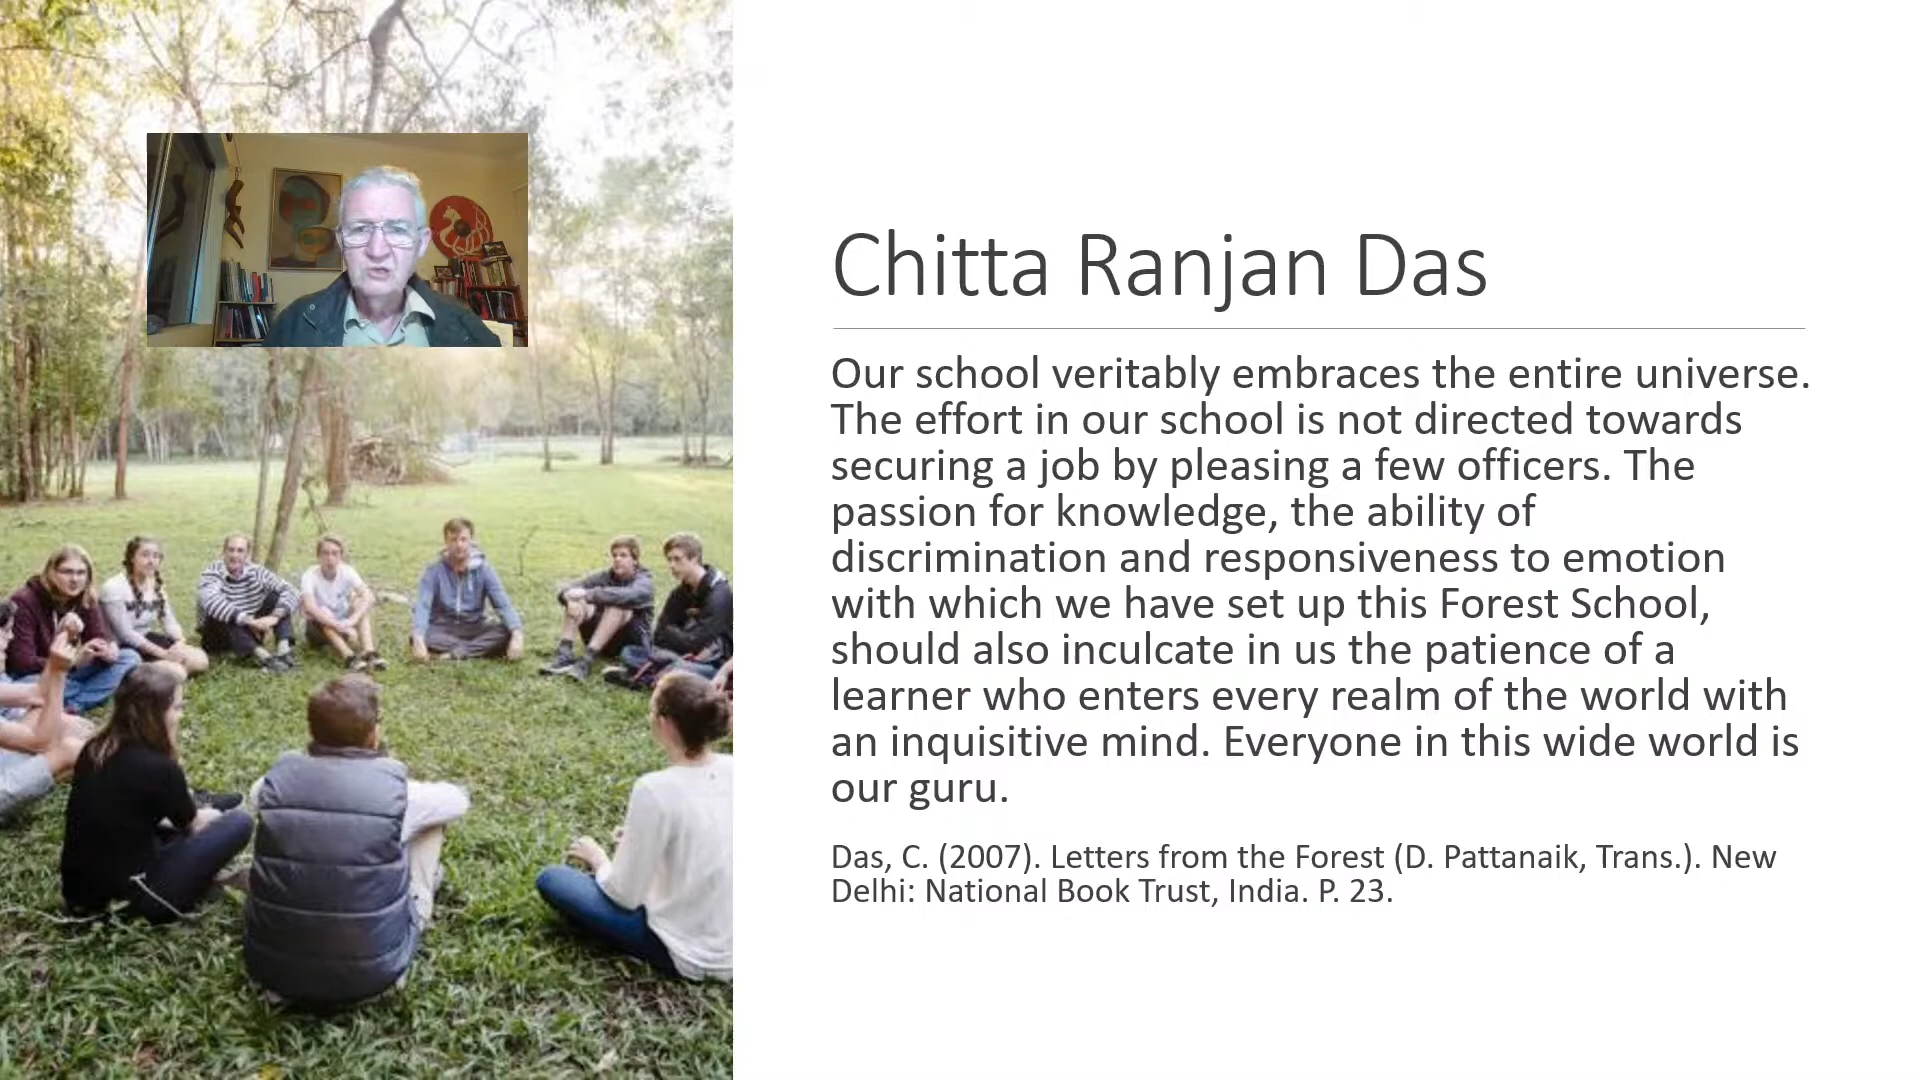 Chitta Ranjan Das
Our school veritably embraces the entire universe.
The effort in our school is not directed towards
securing a job by pleasing a few officers. The
passion for knowledge, the ability of
discrimination and responsiveness to emotion
with which we have set up this Forest School,
should also inculcate in us the patience of a
learner who enters every realm of the world with
an inquisitive mind. Everyone in this wide world is
our guru.
Das, C. (2007). Letters from the Forest (D. Pattanaik, Trans.). New
Delhi: National Book Trust, India. P. 23.